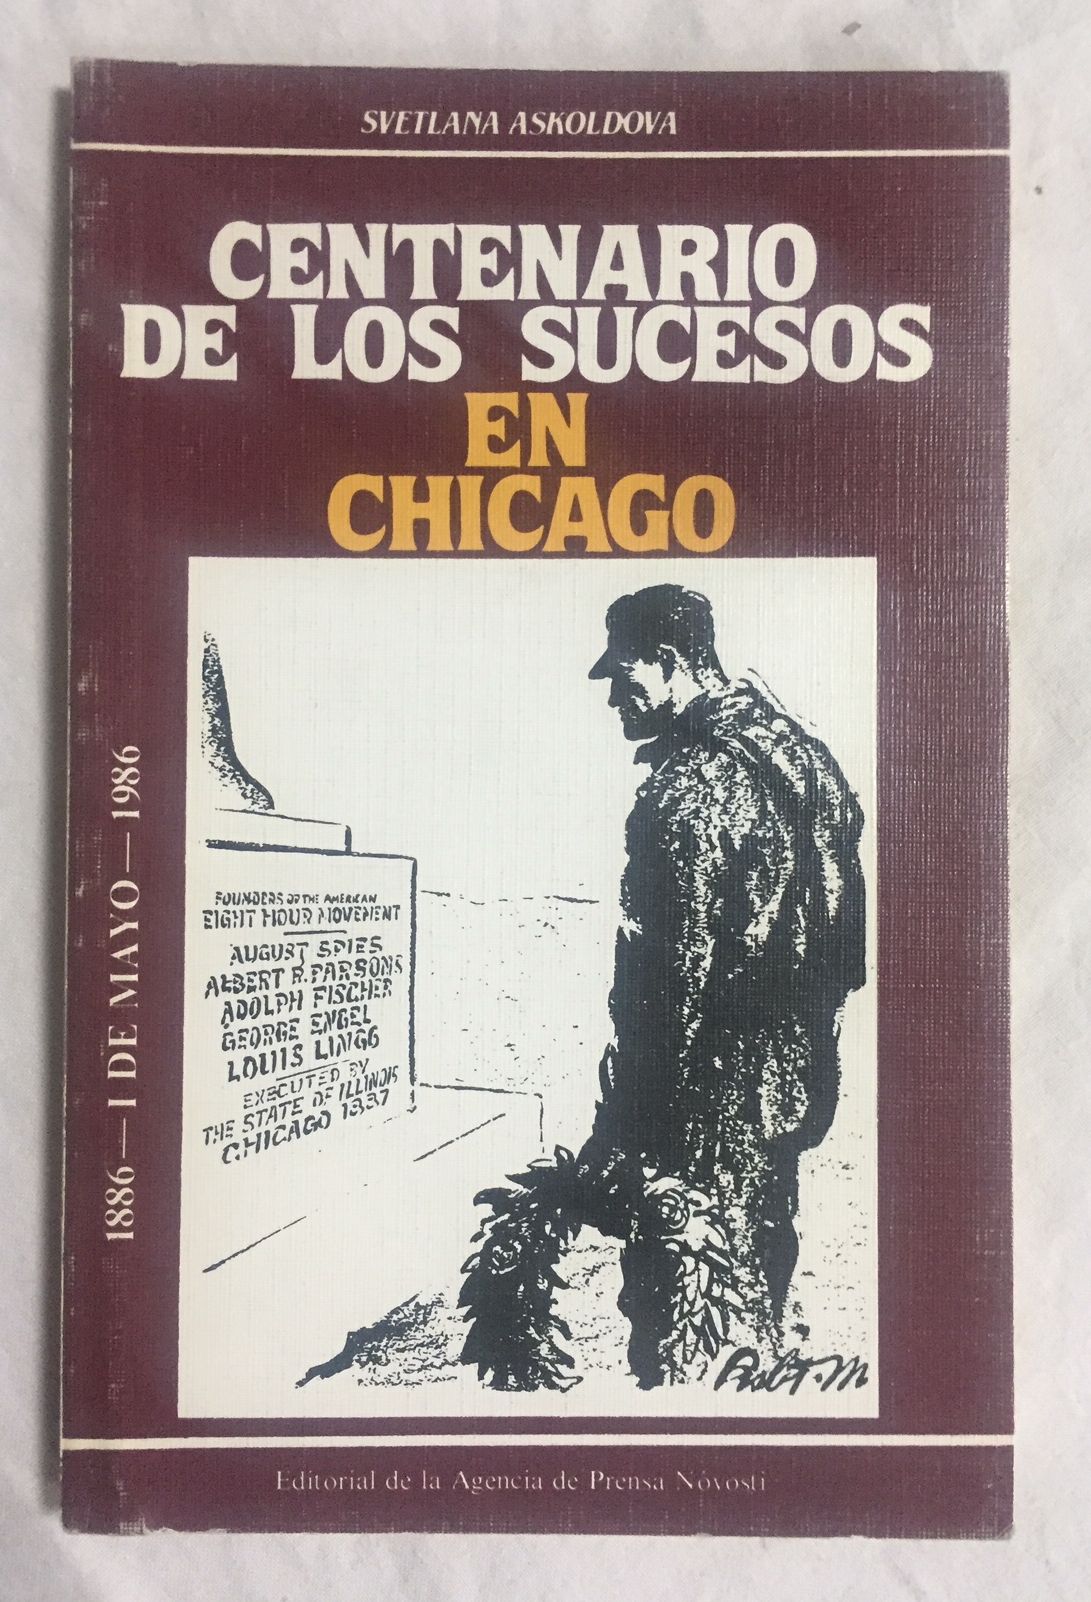 SVETLANA ASKOLDOVA
CENTENARIO
DE LOS SUCESOS
EN
CHICAGO
1886—I DE MAYO—1986
FOUNDERS OF THE AMERICAN
EIGHT HOUR MOVEMENT
AUGUST SPIES
ALBERT R. PARSONS
ADOLPH FISCHER
GEORGE ENGEL
LOUIS LINGG
EXECUTED BY
THE STATE OF ILLINOIS
CHICAGO 1887
Editorial de la Agencia de Prensa Nóvosti